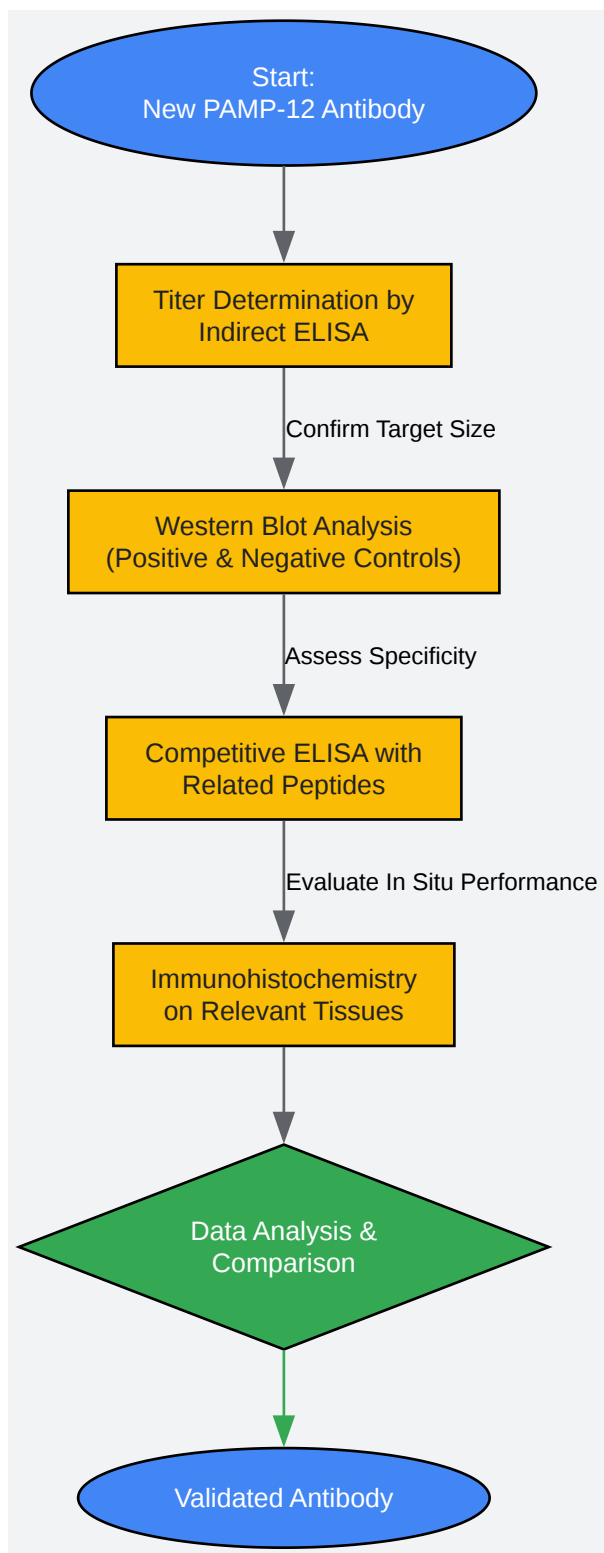 Start:
New PAMP-12 Antibody
Titer Determination by
Indirect ELISA
Confirm Target Size
Western Blot Analysis
(Positive & Negative Controls)
Assess Specificity
Competitive ELISA with
Related Peptides
Evaluate In Situ Performance
Immunohistochemistry
on Relevant Tissues
Data Analysis &
Comparison
Validated Antibody